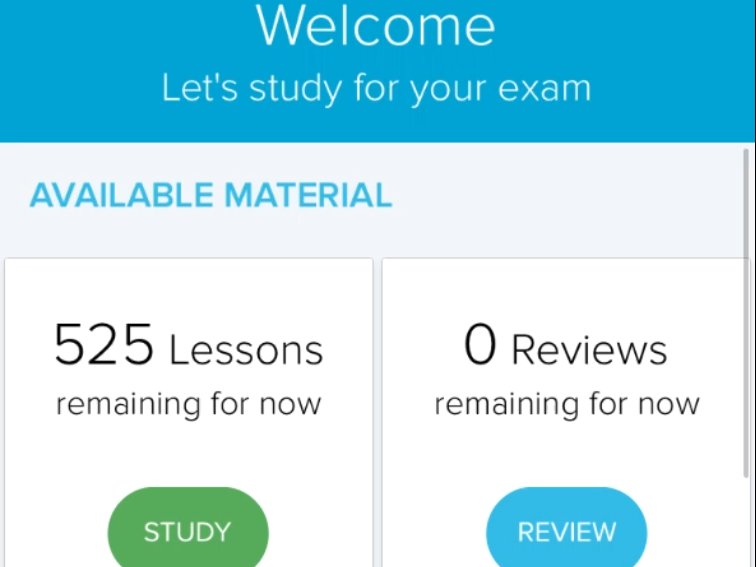 Welcome
Let's study for your exam
AVAILABLE MATERIAL
525 Lessons
remaining for now
STUDY
0 Reviews
remaining for now
REVIEW